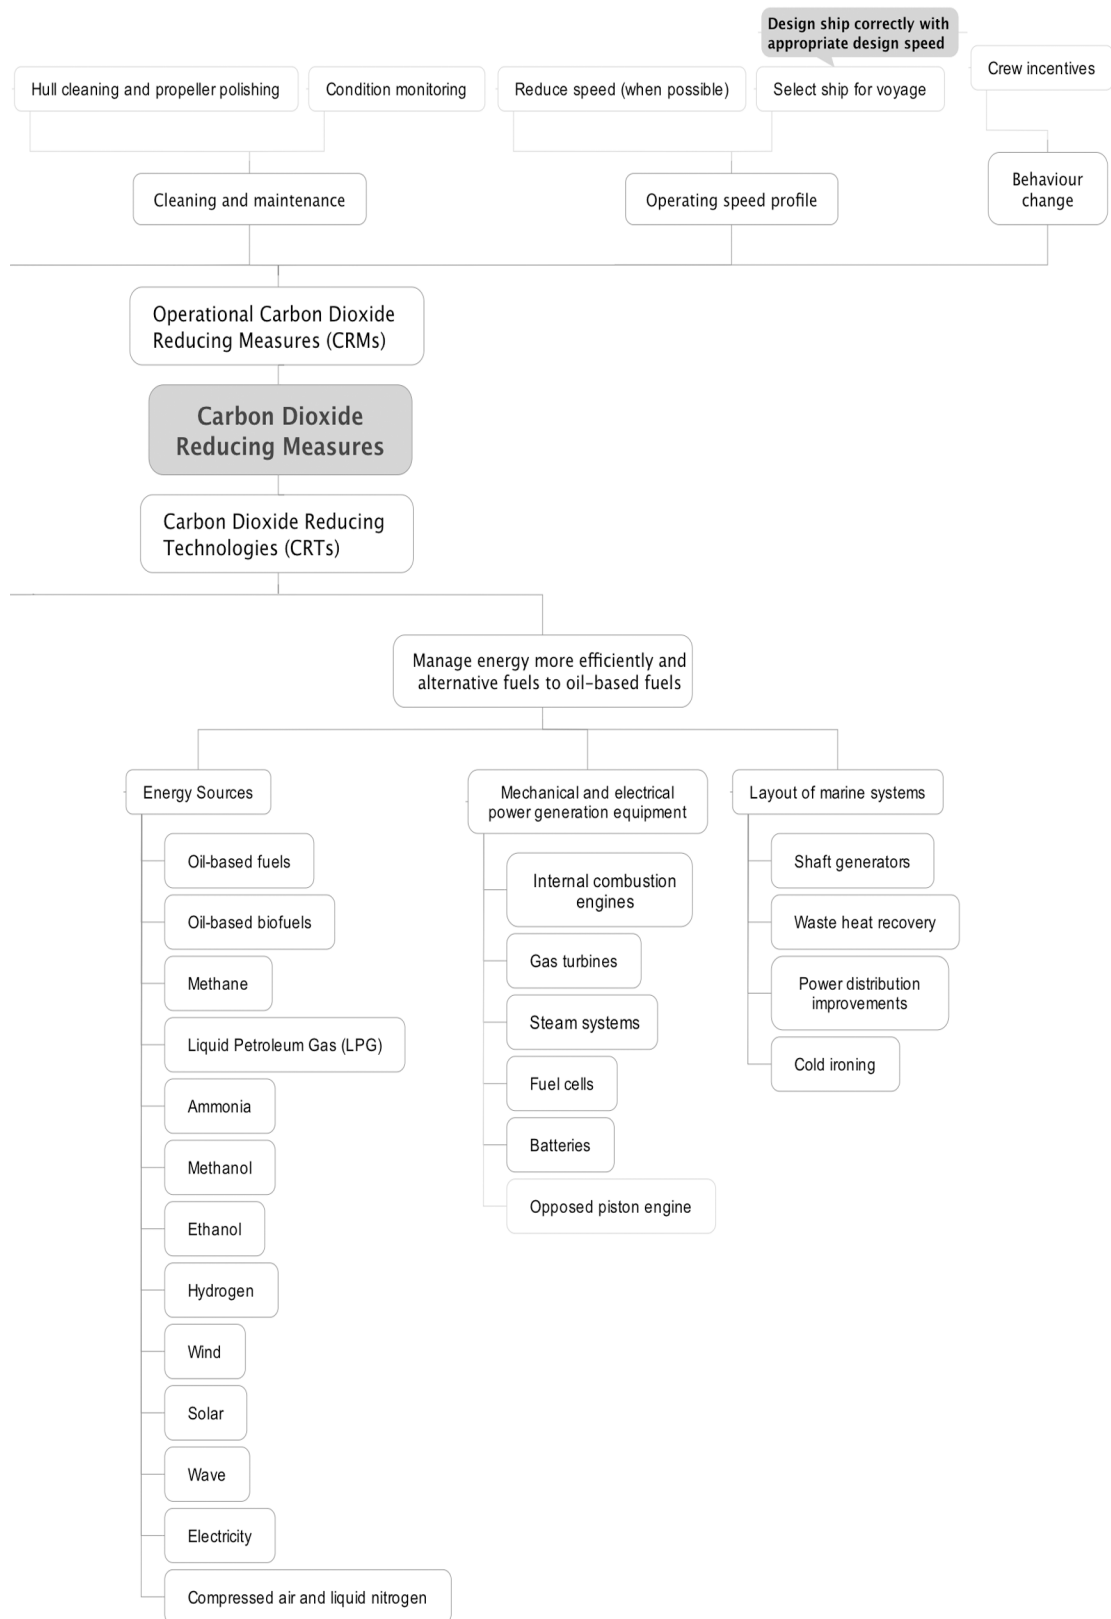 Design ship correctly with
appropriate design speed
Crew incentives
Hull cleaning and propeller polishing
Condition monitoring
Reduce speed (when possible)
Select ship for voyage
Cleaning and maintenance
Operating speed profile
Behaviour
change
Operational Carbon Dioxide
Reducing Measures (CRMs)
Carbon Dioxide
Reducing Measures
Carbon Dioxide Reducing
Technologies (CRTs)
Manage energy more efficiently and
alternative fuels to oil-based fuels
Energy Sources
Oil-based fuels
Oil-based biofuels
Methane
Liquid Petroleum Gas (LPG)
Ammonia
Methanol
Ethanol
Hydrogen
Wind
Solar
Wave
Electricity
Compressed air and liquid nitrogen
Mechanical and electrical
power generation equipment
Internal combustion
engines
Gas turbines
Steam systems
Fuel cells
Batteries
Opposed piston engine
Layout of marine systems
Shaft generators
Waste heat recovery
Power distribution
improvements
Cold ironing